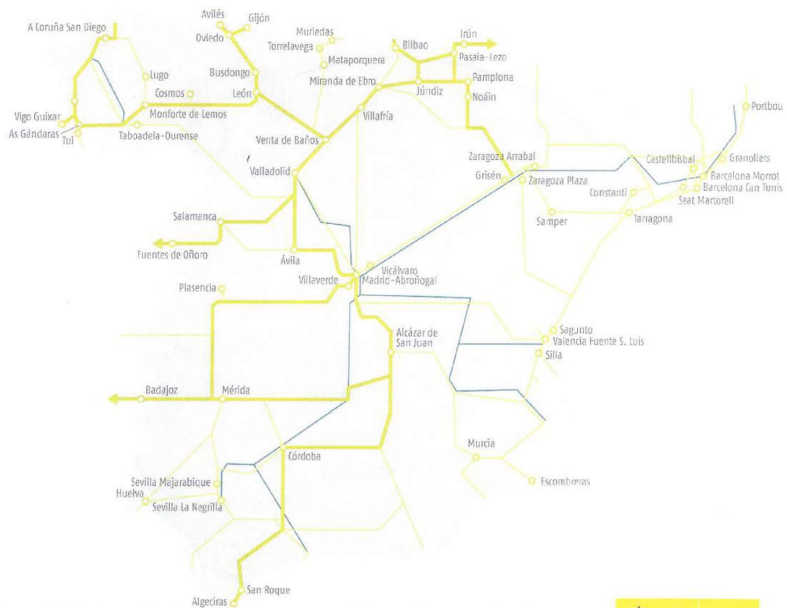 A Coruña San Diego
Avilés
Gijón
Oviedo
Muriedas
Torrelavega
Mataporquera
Bilbao
Irún
Pasaia-Lezo
Lugo
Cosmos
Busdongo
León
Miranda de Ebro
Júndiz
Pamplona
Noáin
Vigo Guixar
As Gándaras
Tui
Monforte de Lemos
Taboadela-Ourense
Villafría
Venta de Baños
Portbou
Valladolid
Zaragoza Arrabal
Grisén
Zaragoza Plaza
Castellbisbal
Granollers
Barcelona Morrot
Barcelona Can Tunis
Constantí
Seat Martorell
Salamanca
Samper
Tarragona
Fuentes de Oñoro
Ávila
Vicálvaro
Villaverde
Madrid-Abroñogal
Plasencia
Alcázar de
San Juan
Sagunto
Valencia Fuente S. Luis
Silla
Badajoz
Mérida
Murcia
Córdoba
Sevilla Majarabique
Huelva
Sevilla La Negrilla
Escombreras
San Roque
Algeciras